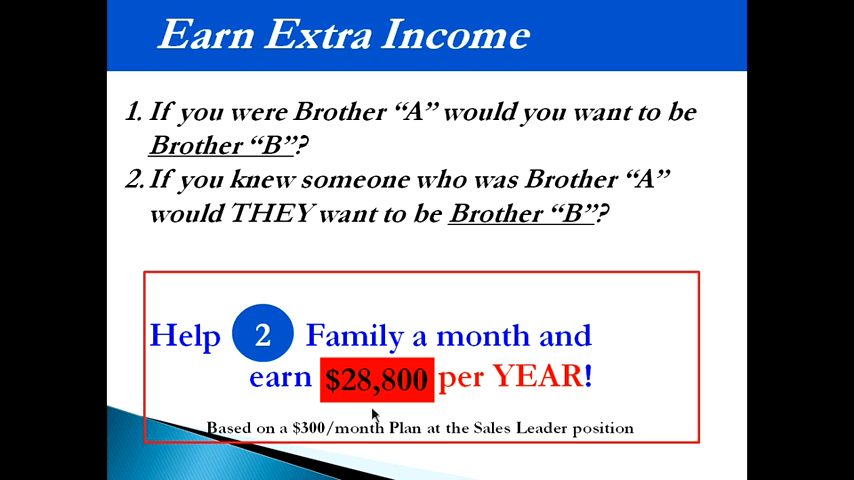 Earn Extra Income
1. If you were Brother “A” would you want to be
Brother “B”?
2. If you knew someone who was Brother “A”
would THEY want to be Brother “B”?
Help 2 Family a month and
earn $28,800 per YEAR!
Based on a $300/month Plan at the Sales Leader position